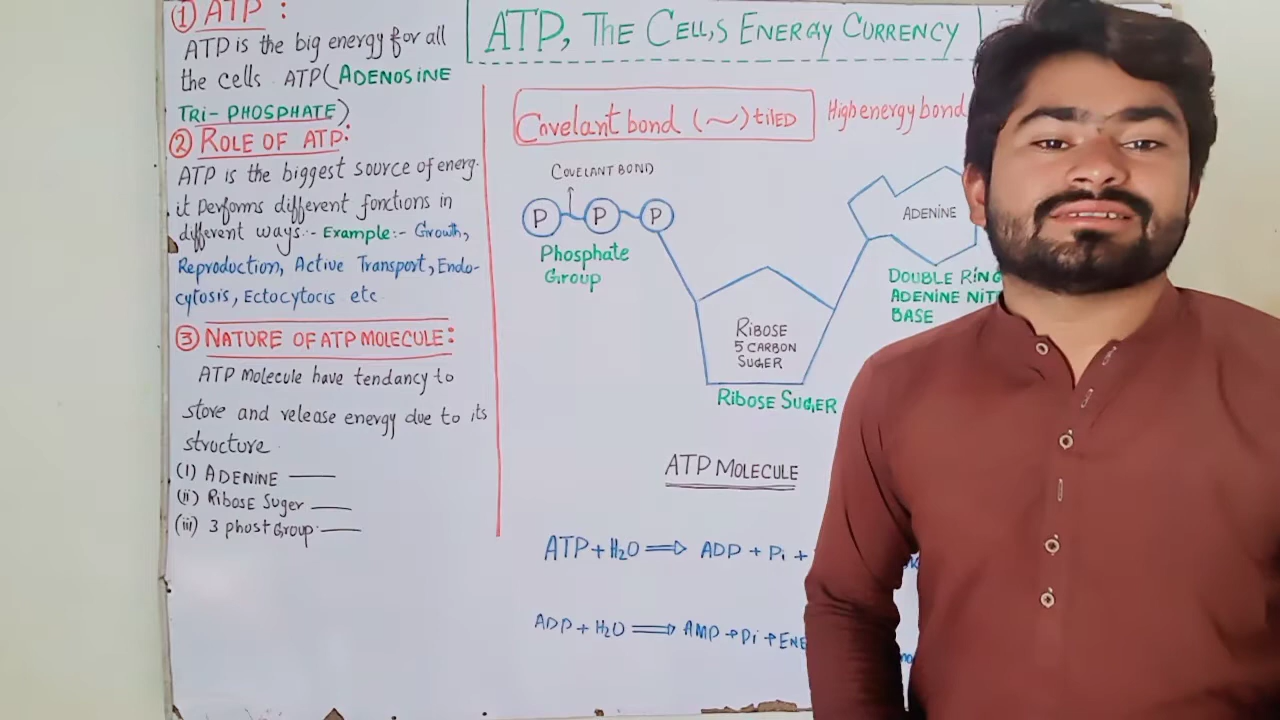 ATP, THE CELL,S ENERGY CURRENCY
① ATP :
ATP is the big energy for all
the cells ATP (ADENOSINE
TRI-PHOSPHATE)
② ROLE OF ATP:
ATP is the biggest source of energ.
it performs different fonctions in
different ways:- Example:- Growth,
Reproduction, Active Transport, Endo-
cytosis, Ectocytocis etc
③ NATURE OF ATP MOLECULE:
ATP Molecule have tendancy to
store and release energy due to its
structure.
(i) ADENINE
(ii) Ribose Suger
(iii) 3 phost Group.
Covelant bond (~) tilED
High energy bond
COVELANT BOND
P P P
Phosphate
Group
RIBOSE
5 CARBON
SUGER
Ribose Suger
ADENINE
DOUBLE RING
ADENINE
BASE
ATP MOLECULE
ATP + H2O ⇒ ADP + Pi +
ADP + H2O ⇒ AMP + Pi + ENE